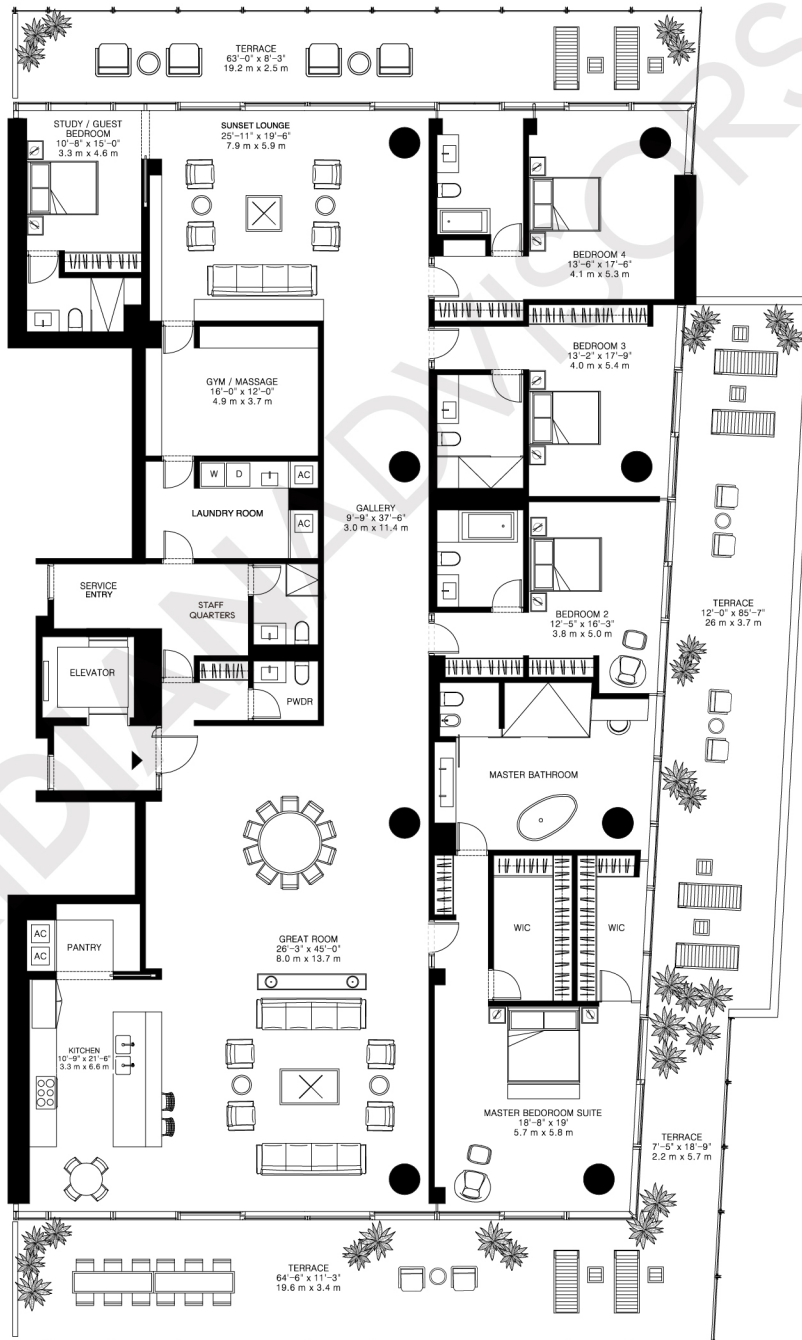 TERRACE
63'-0" x 8'-3"
19.2 m x 2.5 m
STUDY / GUEST
BEDROOM
10'-8" x 15'-0"
3.3 m x 4.6 m
SUNSET LOUNGE
25'-11" x 19'-6"
7.9 m x 5.9 m
BEDROOM 4
13'-6" x 17'-6"
4.1 m x 5.3 m
BEDROOM 3
13'-2" x 17'-9"
4.0 m x 5.4 m
GYM / MASSAGE
16'-0" x 12'-0"
4.9 m x 3.7 m
W D AC
LAUNDRY ROOM
AC
GALLERY
9'-9" x 37'-6"
3.0 m x 11.4 m
SERVICE
ENTRY
STAFF
QUARTERS
BEDROOM 2
12'-5" x 16'-3"
3.8 m x 5.0 m
TERRACE
12'-0" x 85'-7"
26 m x 3.7 m
ELEVATOR
PWDR
MASTER BATHROOM
WIC
WIC
AC
AC
PANTRY
GREAT ROOM
26'-3" x 45'-0"
8.0 m x 13.7 m
KITCHEN
10'-9" x 21'-6"
3.3 m x 6.6 m
MASTER BEDOROOM SUITE
18'-8" x 19'
5.7 m x 5.8 m
TERRACE
7'-5" x 18'-9"
2.2 m x 5.7 m
TERRACE
64'-6" x 11'-3"
19.6 m x 3.4 m
DIANADVISORS